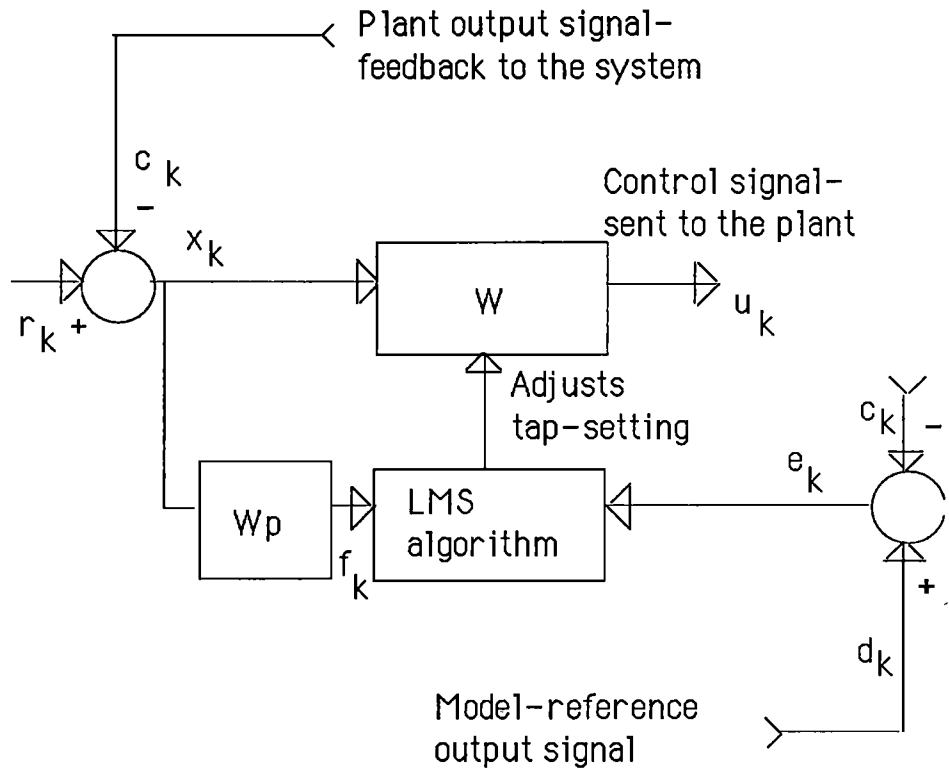 Plant output signal-
feedback to the system
c k
-
Control signal-
sent to the plant
x k
r k +
W
u k
Adjusts
tap-setting
c k -
e k
Wp
LMS
algorithm
f k
+
d k
Model-reference
output signal